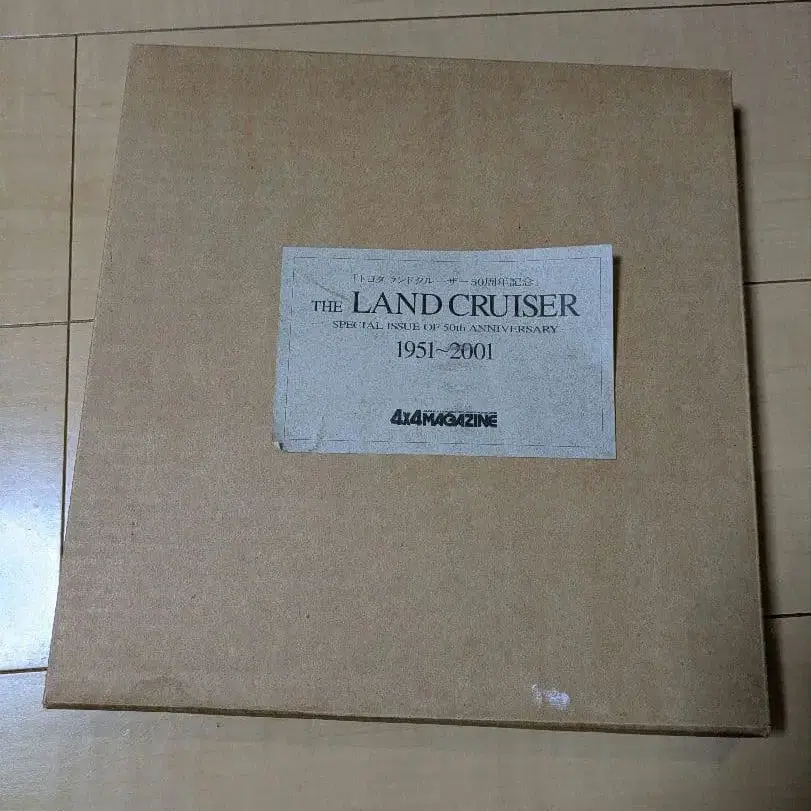 「トヨタ ランドクルーザー50周年記念」
THE LAND CRUISER
SPECIAL ISSUE OF 50th ANNIVERSARY
1951~2001
4x4MAGAZINE